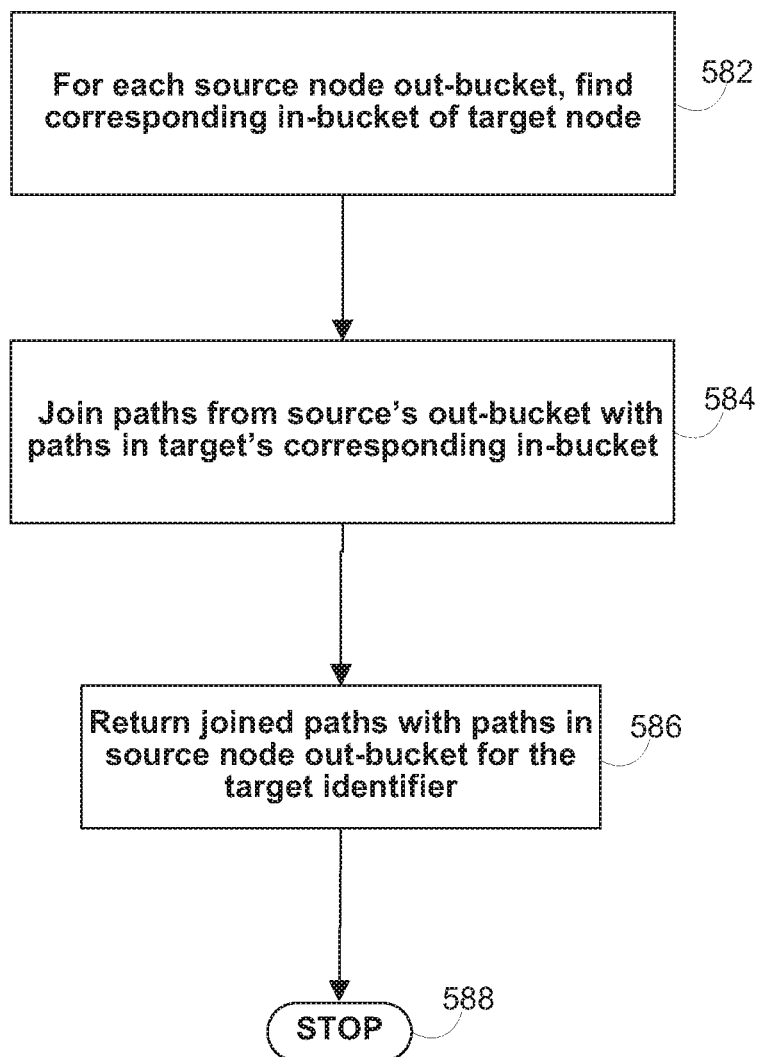 For each source node out-bucket, find
corresponding in-bucket of target node
582
Join paths from source's out-bucket with
paths in target's corresponding in-bucket
584
Return joined paths with paths in
source node out-bucket for the
target identifier
586
STOP
588